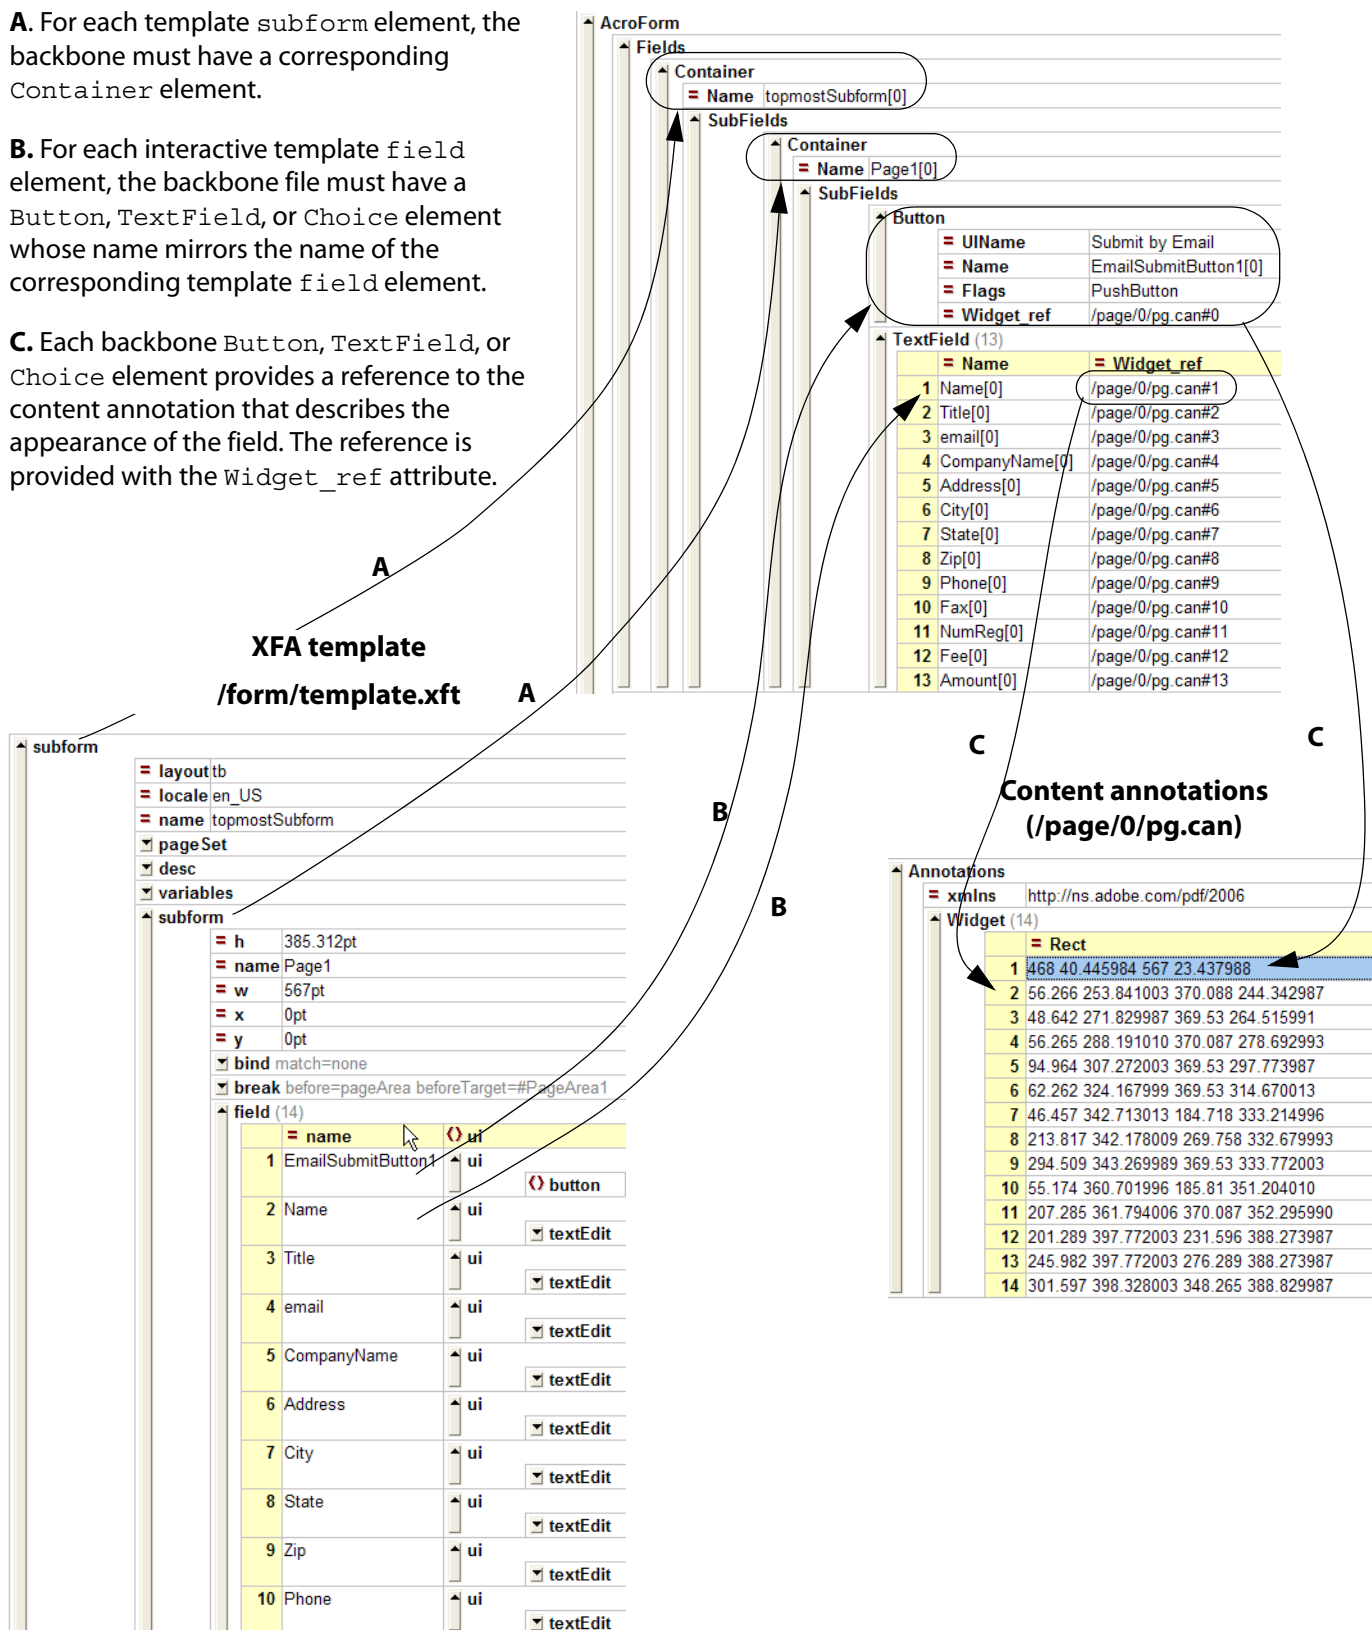 A. For each template subform element, the
backbone must have a corresponding
Container element.
B. For each interactive template field
element, the backbone file must have a
Button, TextField, or Choice element
whose name mirrors the name of the
corresponding template field element.
C. Each backbone Button, TextField, or
Choice element provides a reference to the
content annotation that describes the
appearance of the field. The reference is
provided with the Widget_ref attribute.
AcroForm
Fields
Container
= Name topmostSubform[0]
SubFields
Container
= Name Page1[0]
SubFields
Button
= UIName Submit by Email
= Name EmailSubmitButton1[0]
= Flags PushButton
= Widget_ref /page/0/pg.can#0
TextField (13)
= Name = Widget_ref
1 Name[0] /page/0/pg.can#1
2 Title[0] /page/0/pg.can#2
3 email[0] /page/0/pg.can#3
4 CompanyName[0] /page/0/pg.can#4
5 Address[0] /page/0/pg.can#5
6 City[0] /page/0/pg.can#6
7 State[0] /page/0/pg.can#7
8 Zip[0] /page/0/pg.can#8
9 Phone[0] /page/0/pg.can#9
10 Fax[0] /page/0/pg.can#10
11 NumReg[0] /page/0/pg.can#11
12 Fee[0] /page/0/pg.can#12
13 Amount[0] /page/0/pg.can#13
A
XFA template
/form/template.xft
A
subform
= layout tb
= locale en_US
= name topmostSubform
pageSet
desc
variables
subform
= h 385.312pt
= name Page1
= w 567pt
= x 0pt
= y 0pt
bind match=none
break before=pageArea beforeTarget=#PageArea1
field (14)
= name <> ui
1 EmailSubmitButton1 ui
<> button
2 Name ui
textEdit
3 Title ui
textEdit
4 email ui
textEdit
5 CompanyName ui
textEdit
6 Address ui
textEdit
7 City ui
textEdit
8 State ui
textEdit
9 Zip ui
textEdit
10 Phone ui
textEdit
B
B
C
C
Content annotations
(/page/0/pg.can)
Annotations
= xmlns http://ns.adobe.com/pdf/2006
Widget (14)
= Rect
1 468 40.445984 567 23.437988
2 56.266 253.841003 370.088 244.342987
3 48.642 271.829987 369.53 264.515991
4 56.265 288.191010 370.087 278.692993
5 94.964 307.272003 369.53 297.773987
6 62.262 324.167999 369.53 314.670013
7 46.457 342.713013 184.718 333.214996
8 213.817 342.178009 269.758 332.679993
9 294.509 343.269989 369.53 333.772003
10 55.174 360.701996 185.81 351.204010
11 207.285 361.794006 370.087 352.295990
12 201.289 397.772003 231.596 388.273987
13 245.982 397.772003 276.289 388.273987
14 301.597 398.328003 348.265 388.829987